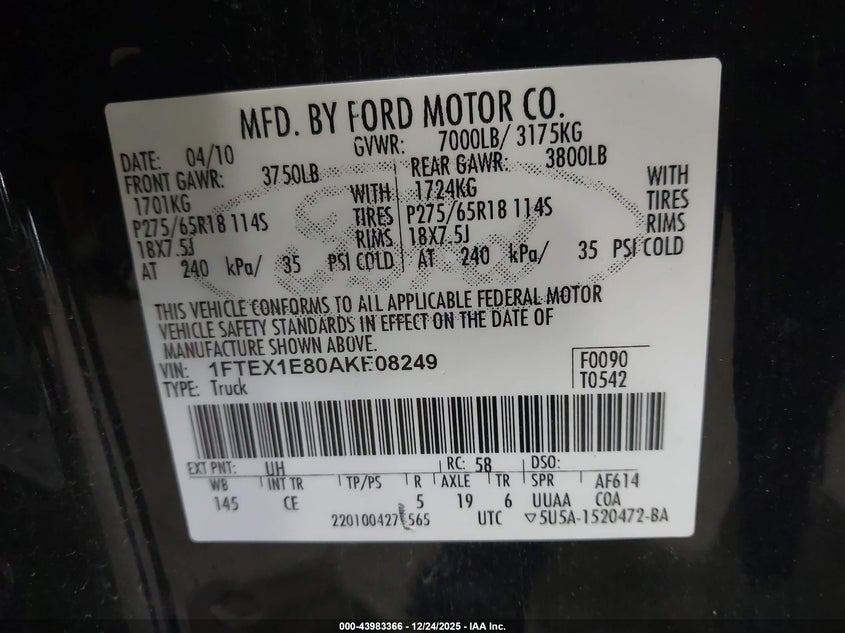 MFD. BY FORD MOTOR CO.
DATE: 04/10 GVWR: 7000LB/ 3175KG
FRONT GAWR: 3750LB REAR GAWR: 3800LB
1701KG WITH 1724KG WITH
P275/65R18 114S TIRES P275/65R18 114S TIRES
18X7.5J RIMS 18X7.5J RIMS
AT 240 kPa/ 35 PSI COLD AT 240 kPa/ 35 PSI COLD
THIS VEHICLE CONFORMS TO ALL APPLICABLE FEDERAL MOTOR
VEHICLE SAFETY STANDARDS IN EFFECT ON THE DATE OF
MANUFACTURE SHOWN ABOVE.
VIN: 1FTEX1E80AKE08249 F0090
TYPE: Truck T0542
EXT PNT: UH RC: 58 DSO:
WB INT TR TP/PS R AXLE TR SPR AF614
145 CE 5 19 6 UUAA COA
220100427 565 UTC ▽5U5A-1520472-BA
000-43983366 - 12/24/2025 - IAA Inc.